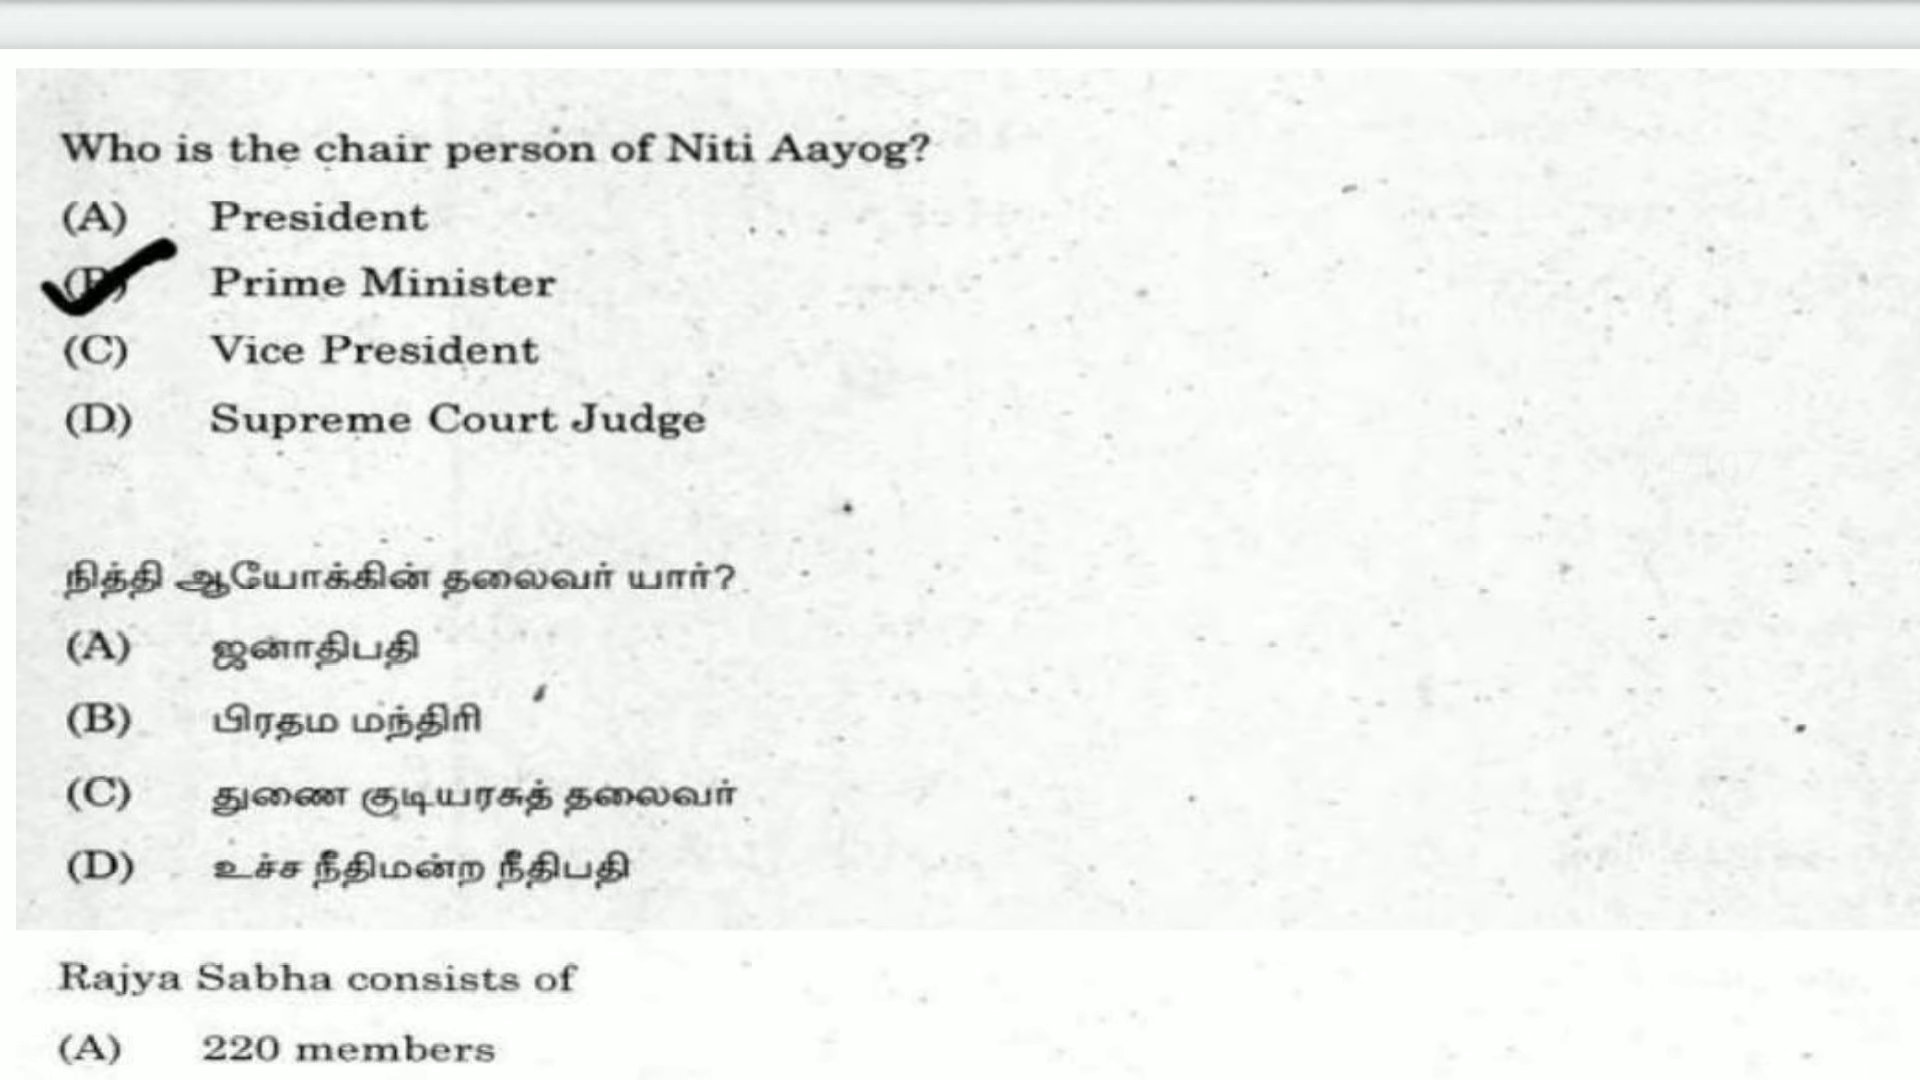 Who is the chair person of Niti Aayog?
(A) President
(B) Prime Minister
(C) Vice President
(D) Supreme Court Judge
நித்தி ஆயோக்கின் தலைவர் யார்?
(A) ஜனாதிபதி
(B) பிரதம மந்திரி
(C) துணை குடியரசுத் தலைவர்
(D) உச்ச நீதிமன்ற நீதிபதி
Rajya Sabha consists of
(A) 220 members